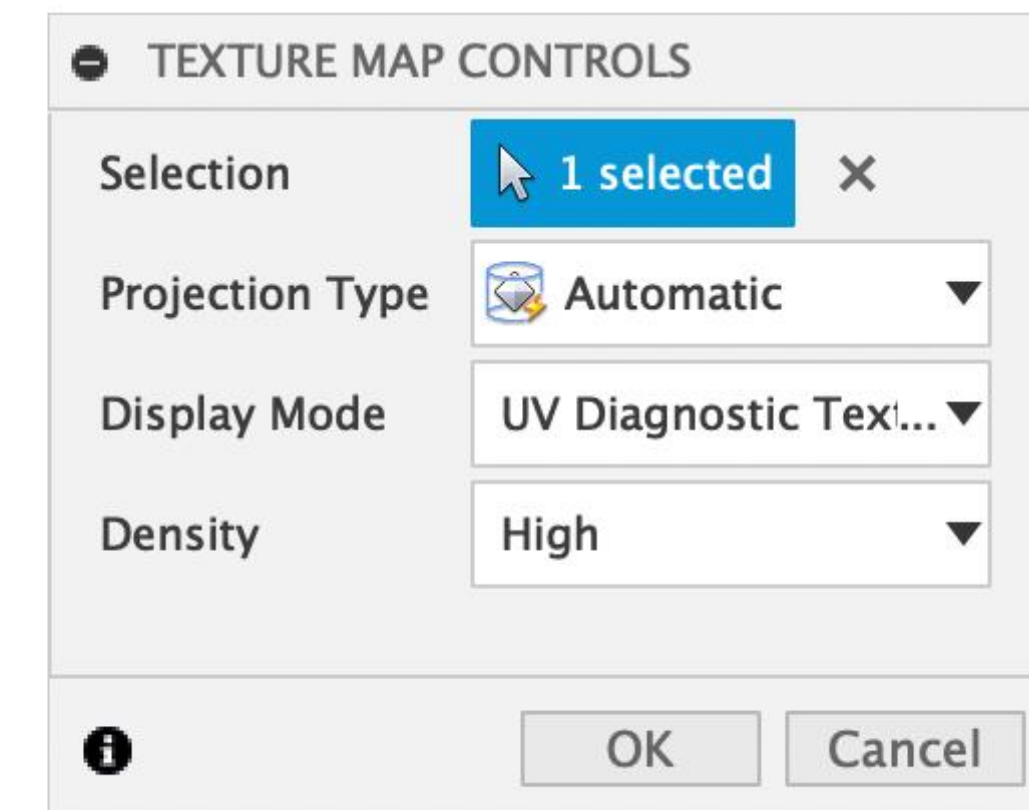 TEXTURE MAP CONTROLS
Selection 1 selected
Projection Type Automatic
Display Mode UV Diagnostic Text...
Density High
OK Cancel